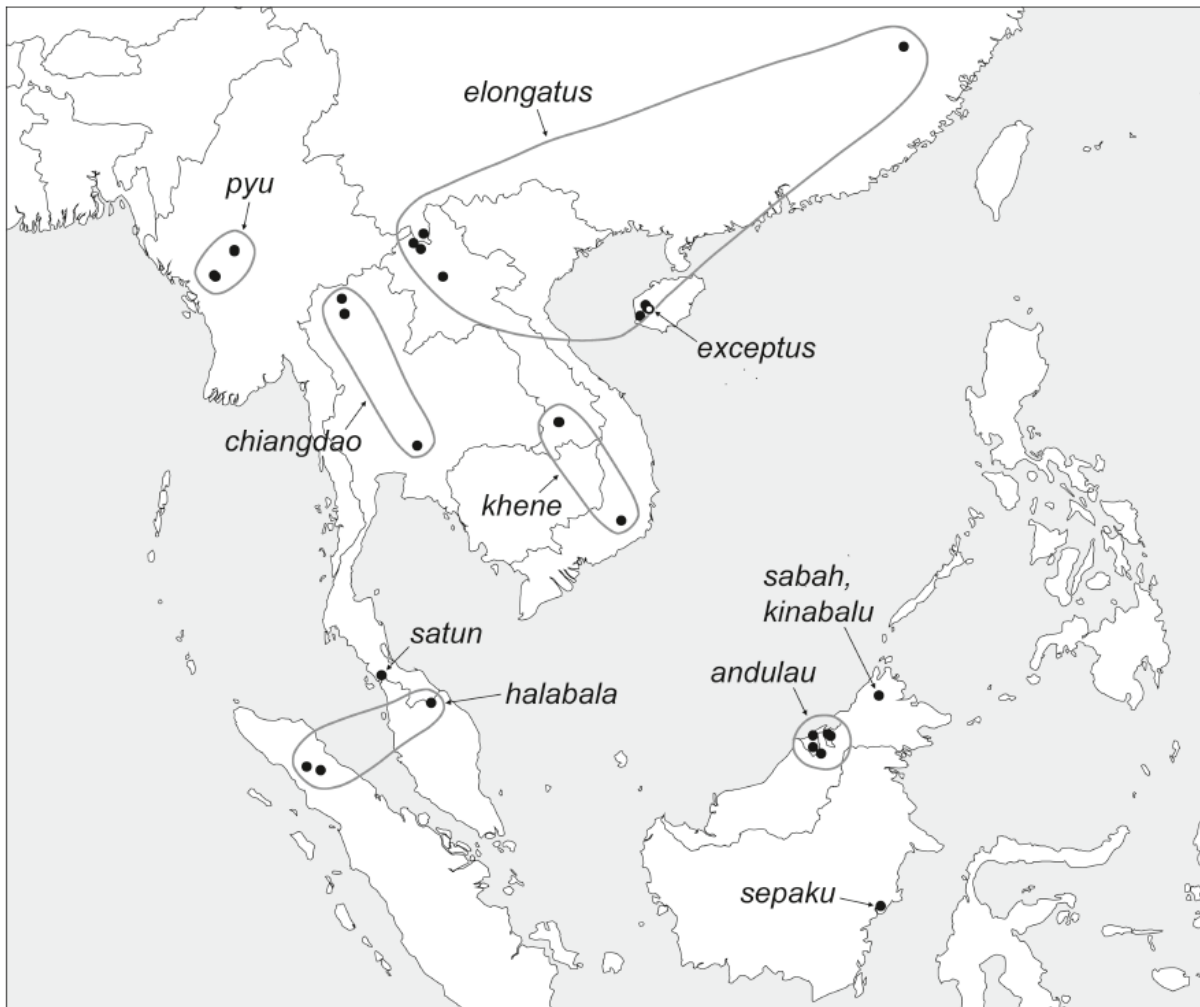 elongatus
pyu
exceptus
chiangdao
khene
sabah,
kinabalu
satun
andulau
halabala
sepaku